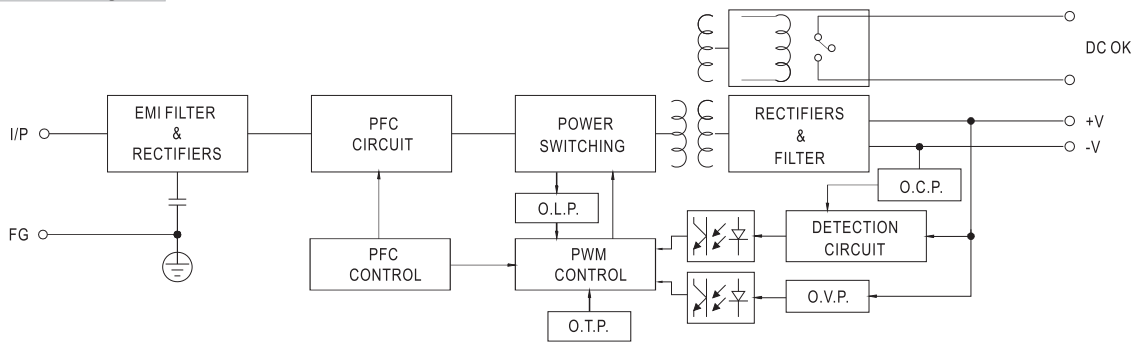 DC OK
I/P
EMI FILTER
&
RECTIFIERS
PFC
CIRCUIT
POWER
SWITCHING
RECTIFIERS
&
FILTER
+V
-V
O.L.P.
O.C.P.
FG
PFC
CONTROL
PWM
CONTROL
DETECTION
CIRCUIT
O.V.P.
O.T.P.